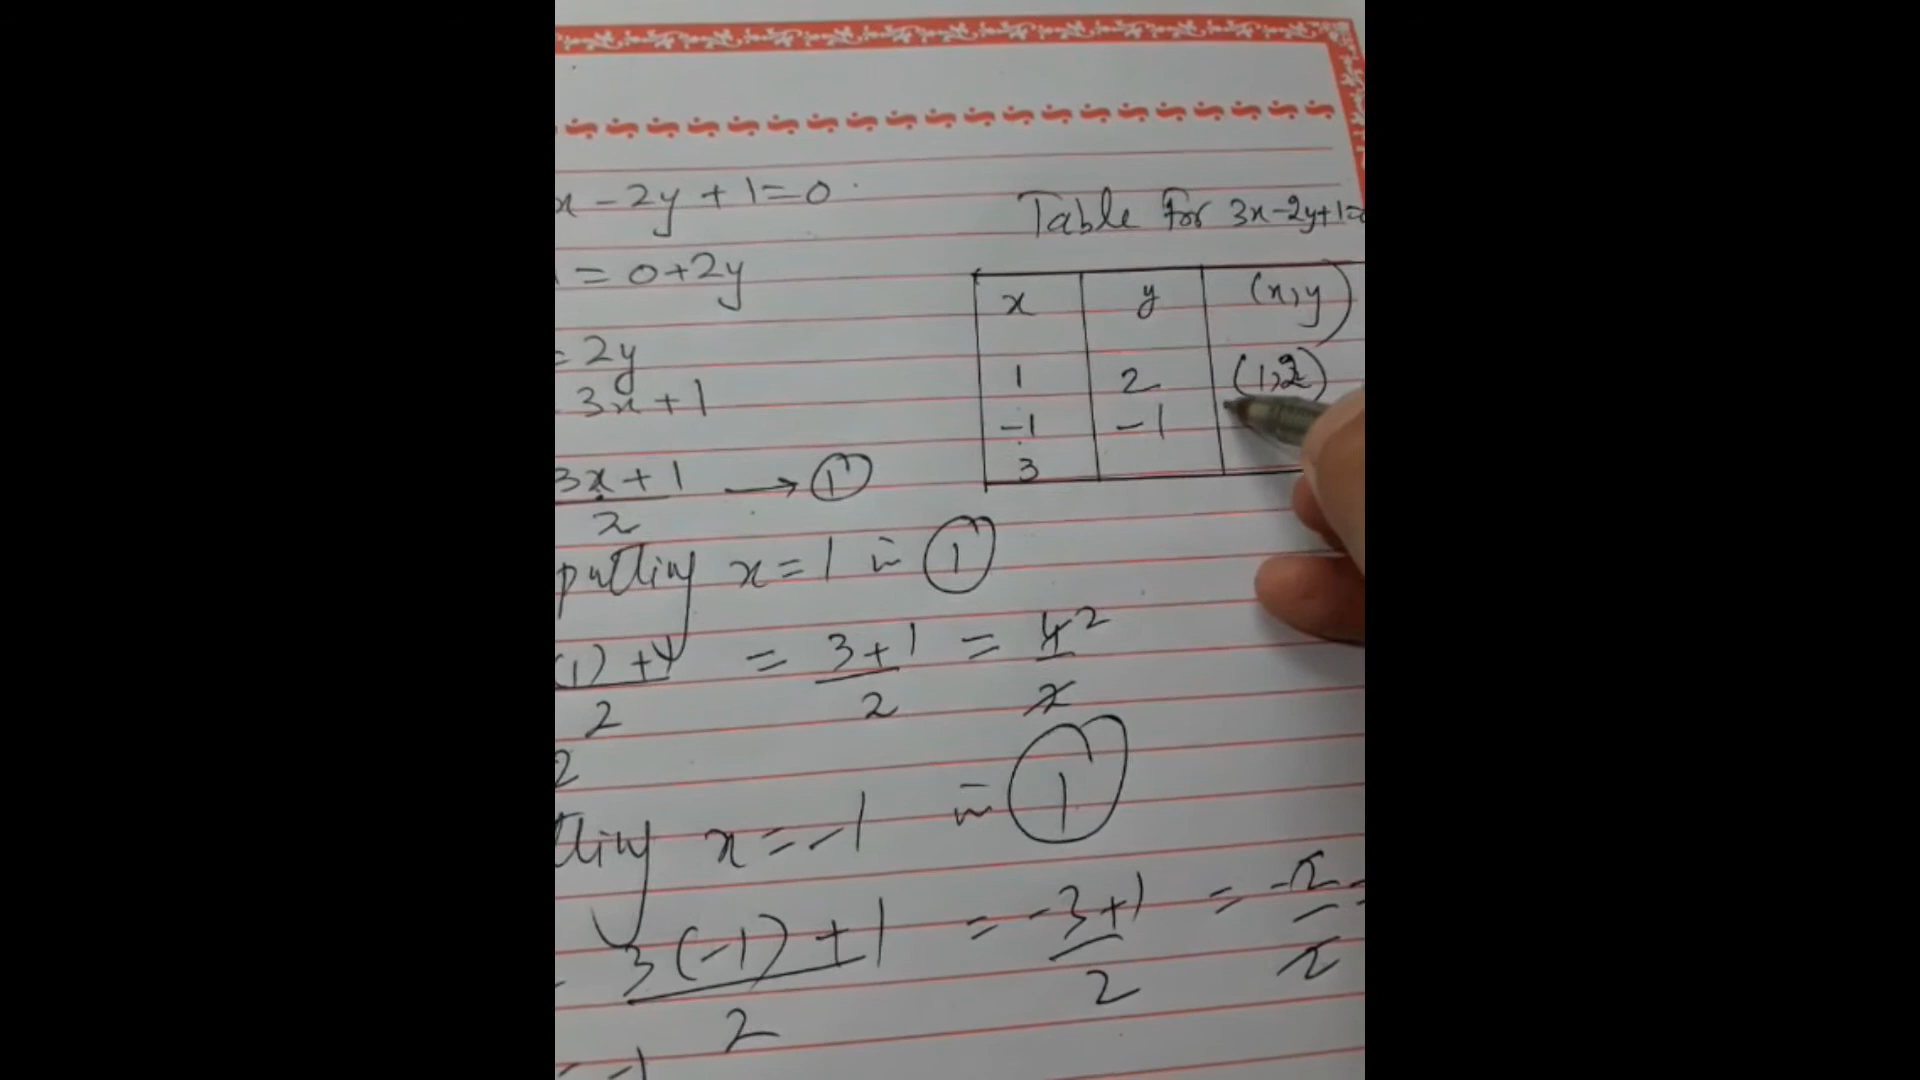 x - 2y + 1 = 0
Table for 3x-2y+1=
= 0+2y
x y (x,y)
= 2y
1 2 (1,2)
3x+1
-1 -1
3x+1/2 → ①
3
putting x=1 in ①
(1)+1/2 = 3+1/2 = 4/2 2
2
tting x=-1 in ①
3(-1)+1/2 = -3+1/2 = -2/2 =
= -1